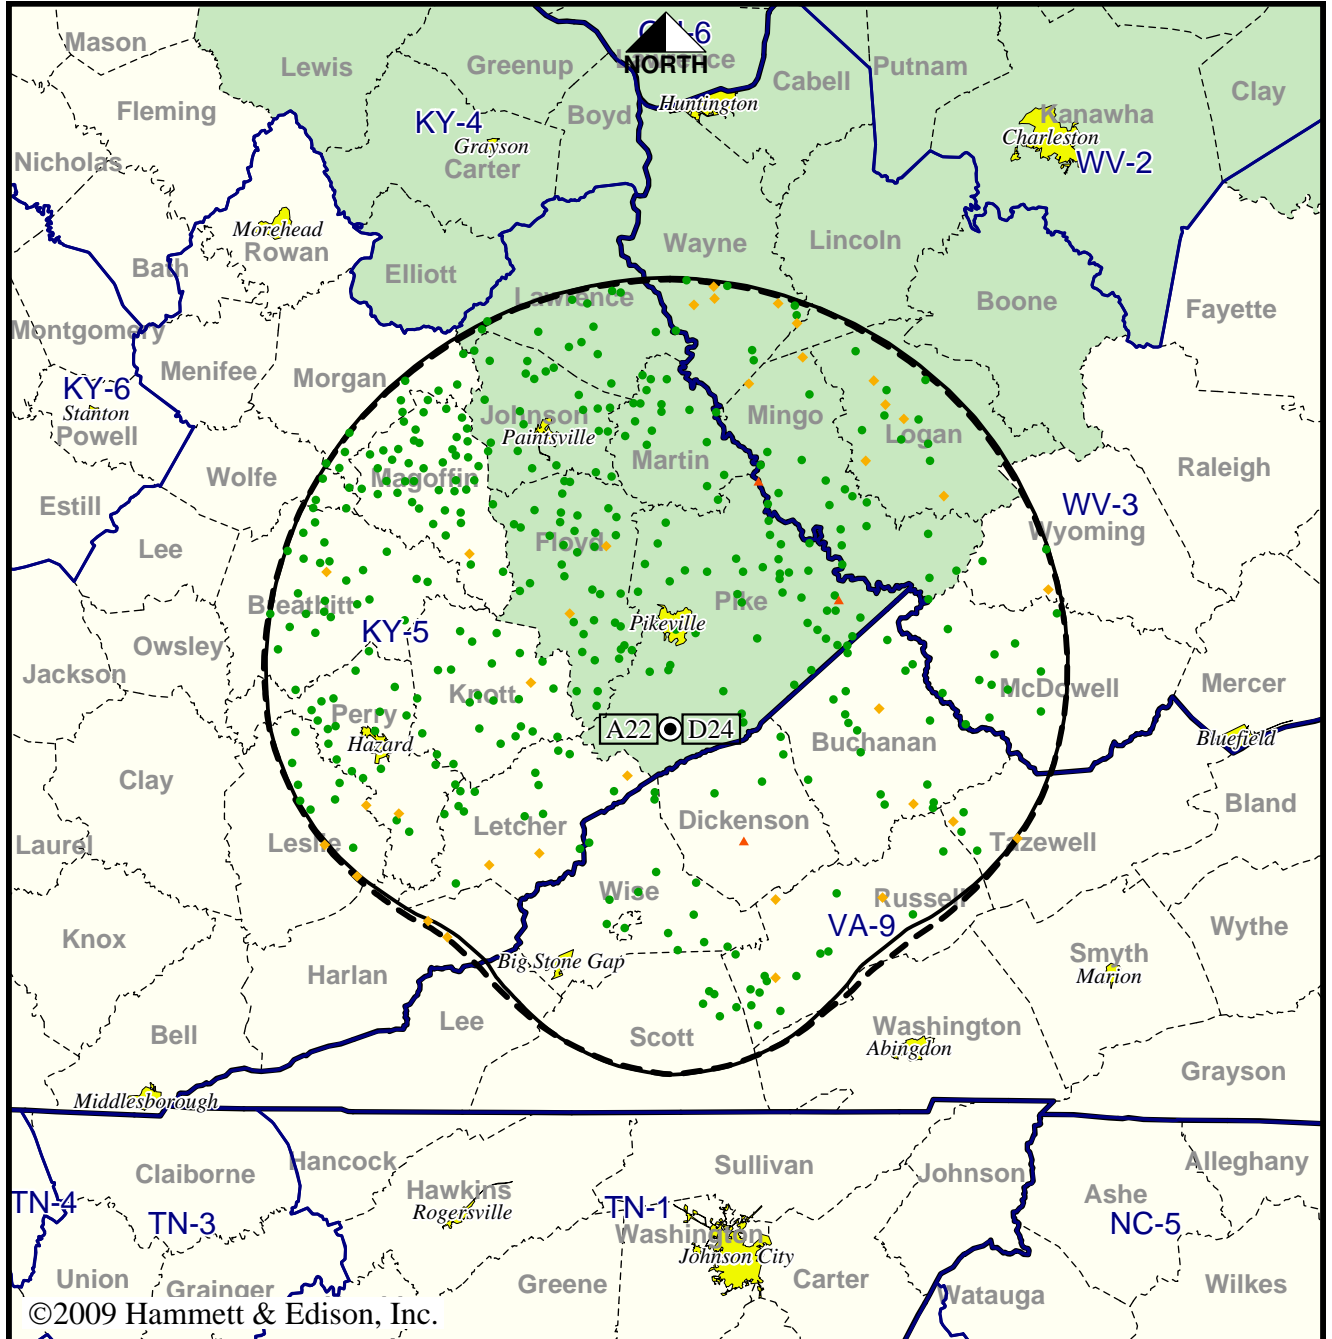 Mason
Lewis
Greenup
Lawrence
NORTH
Putnam
Cabell
Clay
Fleming
KY-4
Grayson
Boyd
Huntington
Kanawha
Charleston
WV-2
Nicholas
Carter
Morehead
Rowan
Wayne
Lincoln
Bath
Elliott
Lawrence
Boone
Fayette
Montgomery
Menifee
Morgan
KY-6
Stanton
Powell
Johnson
Paintsville
Mingo
Logan
Martin
Wolfe
Magoffin
Raleigh
Estill
WV-3
Wyoming
Lee
Floyd
Breathitt
Pike
Pikeville
KY-5
Owsley
Jackson
Knott
McDowell
Mercer
Perry
Hazard
A22
D24
Buchanan
Bluefield
Clay
Bland
Letcher
Dickenson
Laurel
Leslie
Tazewell
Wise
Russell
VA-9
Wythe
Knox
Big Stone Gap
Smyth
Marion
Harlan
Lee
Scott
Washington
Abingdon
Bell
Grayson
Middlesborough
Claiborne
Hancock
Sullivan
Johnson
Alleghany
TN-4
TN-3
Hawkins
Rogersville
TN-1
Washington
Johnson City
Ashe
NC-5
Union
Grainger
Greene
Carter
Watauga
Wilkes
©2009 Hammett & Edison, Inc.